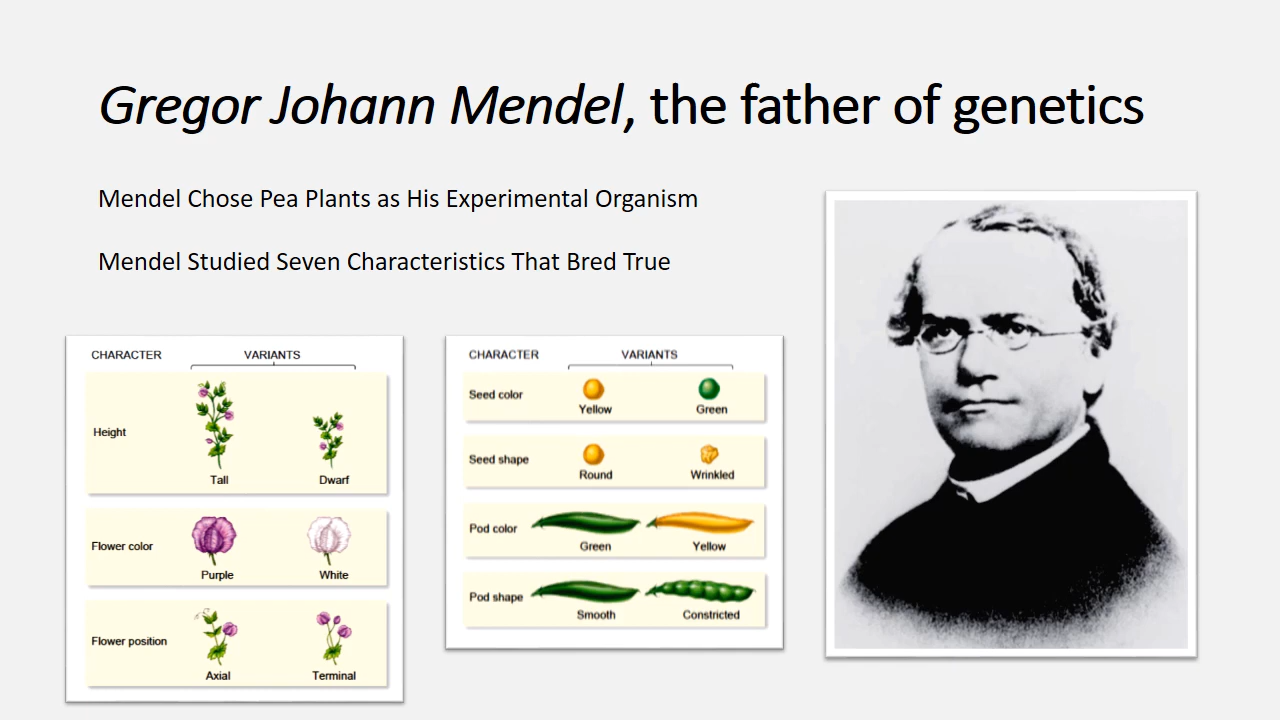 Gregor Johann Mendel, the father of genetics
Mendel Chose Pea Plants as His Experimental Organism
Mendel Studied Seven Characteristics That Bred True
CHARACTER VARIANTS
Height
Tall Dwarf
Flower color
Purple White
Flower position
Axial Terminal
CHARACTER VARIANTS
Seed color
Yellow Green
Seed shape
Round Wrinkled
Pod color
Green Yellow
Pod shape
Smooth Constricted